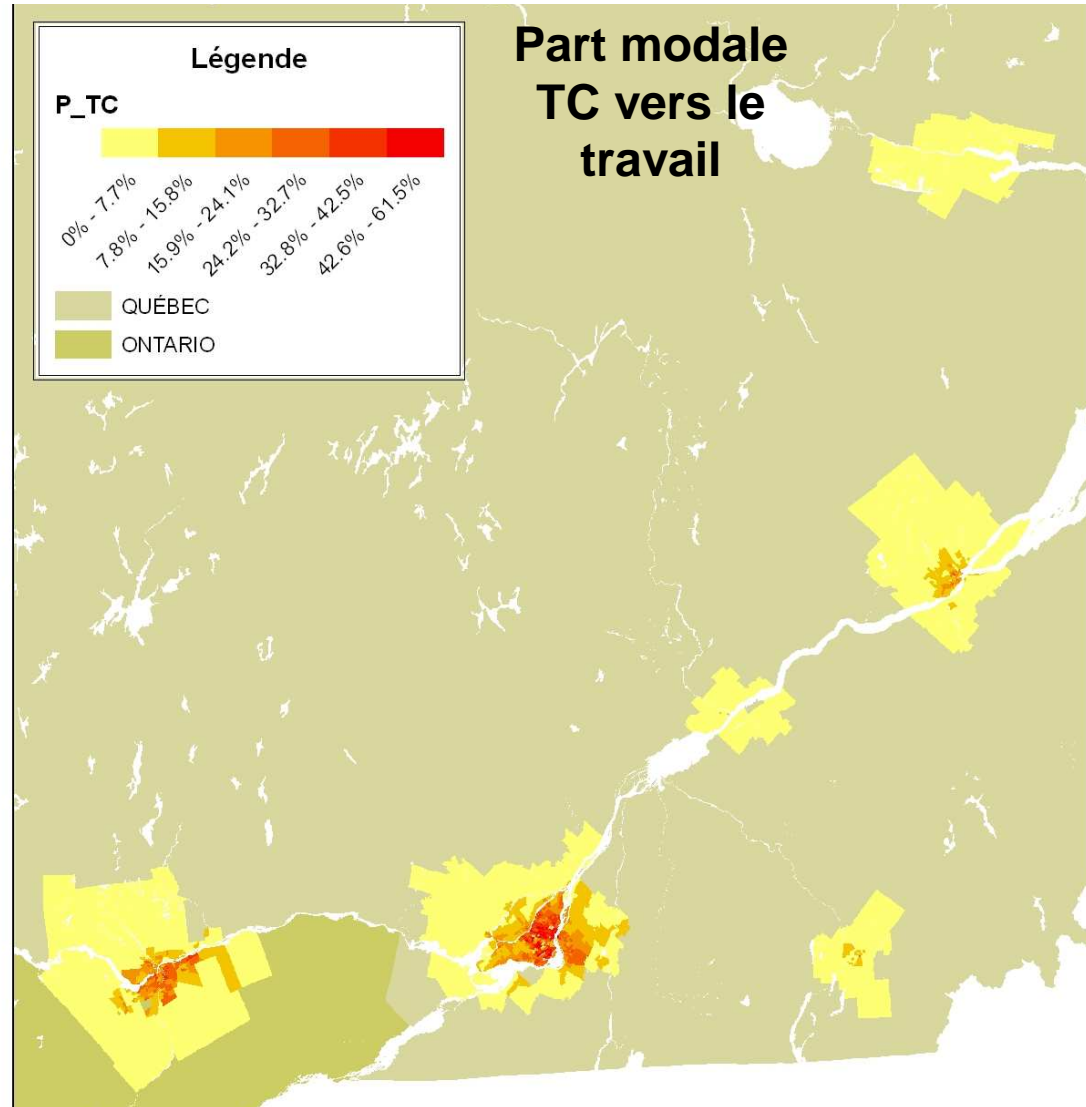 Légende
P_TC
0% - 7.7%
7.8% - 15.8%
15.9% - 24.1%
24.2% - 32.7%
32.8% - 42.5%
42.6% - 61.5%
QUÉBEC
ONTARIO
Part modale
TC vers le
travail